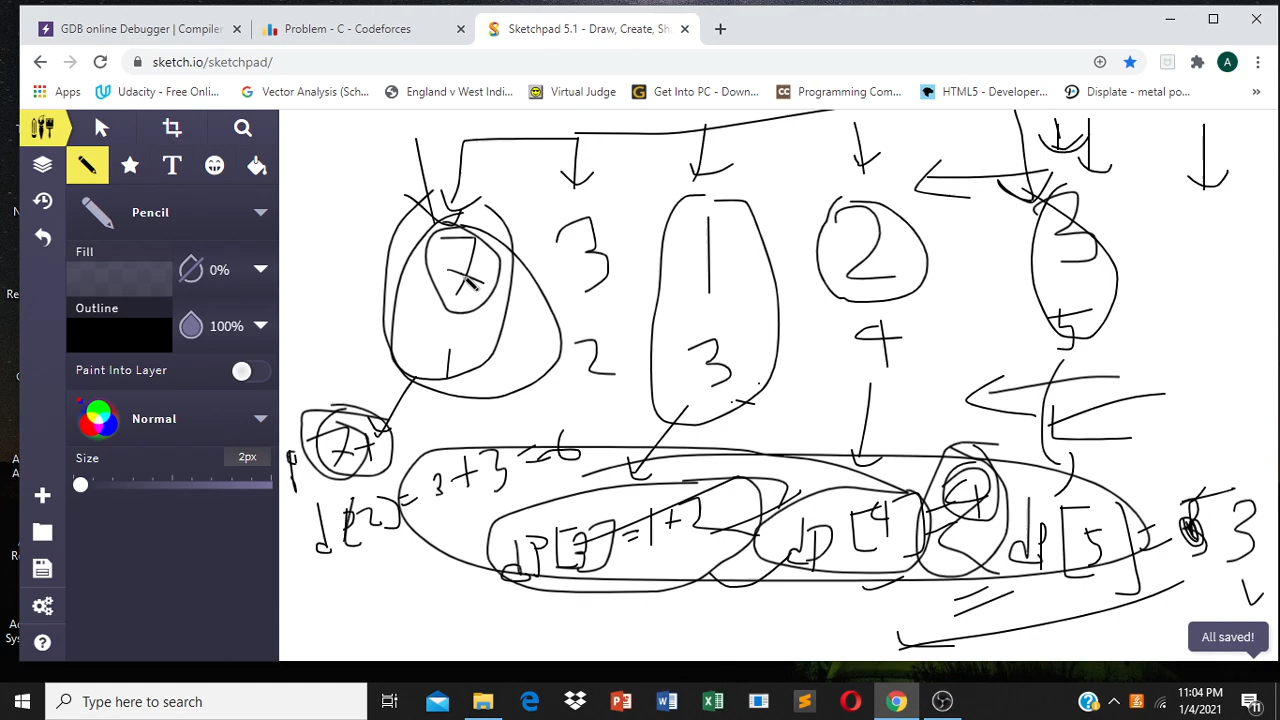 GDB online Debugger | Compiler
Problem - C - Codeforces
Sketchpad 5.1 - Draw, Create, Sh
sketch.io/sketchpad/
A
Apps
Udacity - Free Onli...
Vector Analysis (Sch...
England v West Indi...
Virtual Judge
Get Into PC - Down...
Programming Com...
HTML5 - Developer...
Displate - metal po...
»
Pencil
Fill
0%
Outline
100%
Paint Into Layer
Normal
Size
2px
7 3 1 2 3
1 2 3 4 5
7
= 3+3=6
dp[3] = 1+2
dp[4]
dp[5] = 3
All saved!
Type here to search
11:04 PM
1/4/2021
11